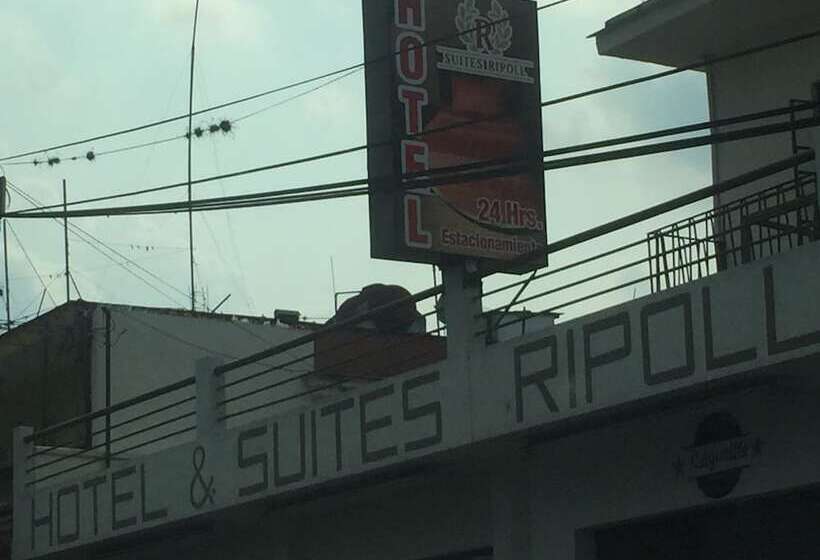 HOTEL
R
SUITES RIPOLL
24 Hrs.
Estacionamiento
HOTEL & SUITES RIPOLL